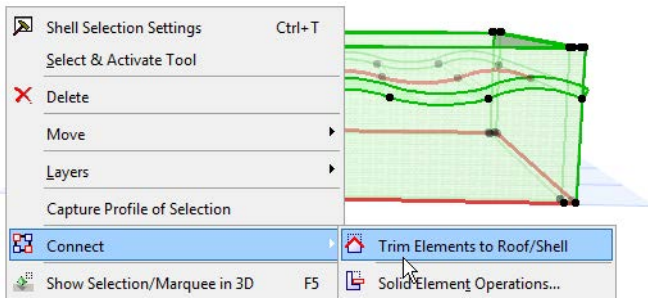 Shell Selection Settings Ctrl+T
Select & Activate Tool
Delete
Move
Layers
Capture Profile of Selection
Connect
Trim Elements to Roof/Shell
Show Selection/Marquee in 3D F5
Solid Element Operations...